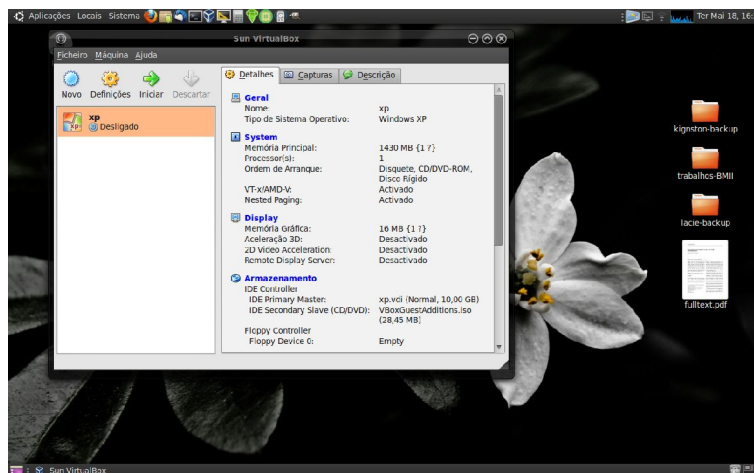 Aplicações Locais Sistema
Ter Mai 18, 16:
Sun VirtualBox
Ficheiro Máquina Ajuda
Novo Definições Iniciar Descartar
xp
Desligado
Detalhes Capturas Descrição
Geral
Nome: xp
Tipo de Sistema Operativo: Windows XP
System
Memória Principal: 1430 MB {1 ?}
Processor(s): 1
Ordem de Arranque: Disquete, CD/DVD-ROM,
Disco Rígido
VT-x/AMD-V: Activado
Nested Paging: Activado
Display
Memória Gráfica: 16 MB {1 ?}
Aceleração 3D: Desactivado
2D Video Acceleration: Desactivado
Remote Display Server: Desactivado
Armazenamento
IDE Controller
IDE Primary Master: xp.vdi (Normal, 10,00 GB)
IDE Secondary Slave (CD/DVD): VBoxGuestAdditions.iso
(28,45 MB)
Floppy Controller
Floppy Device 0: Empty
kignston-backup
trabalhos-BMII
lacie-backup
fulltext.pdf
Sun VirtualBox